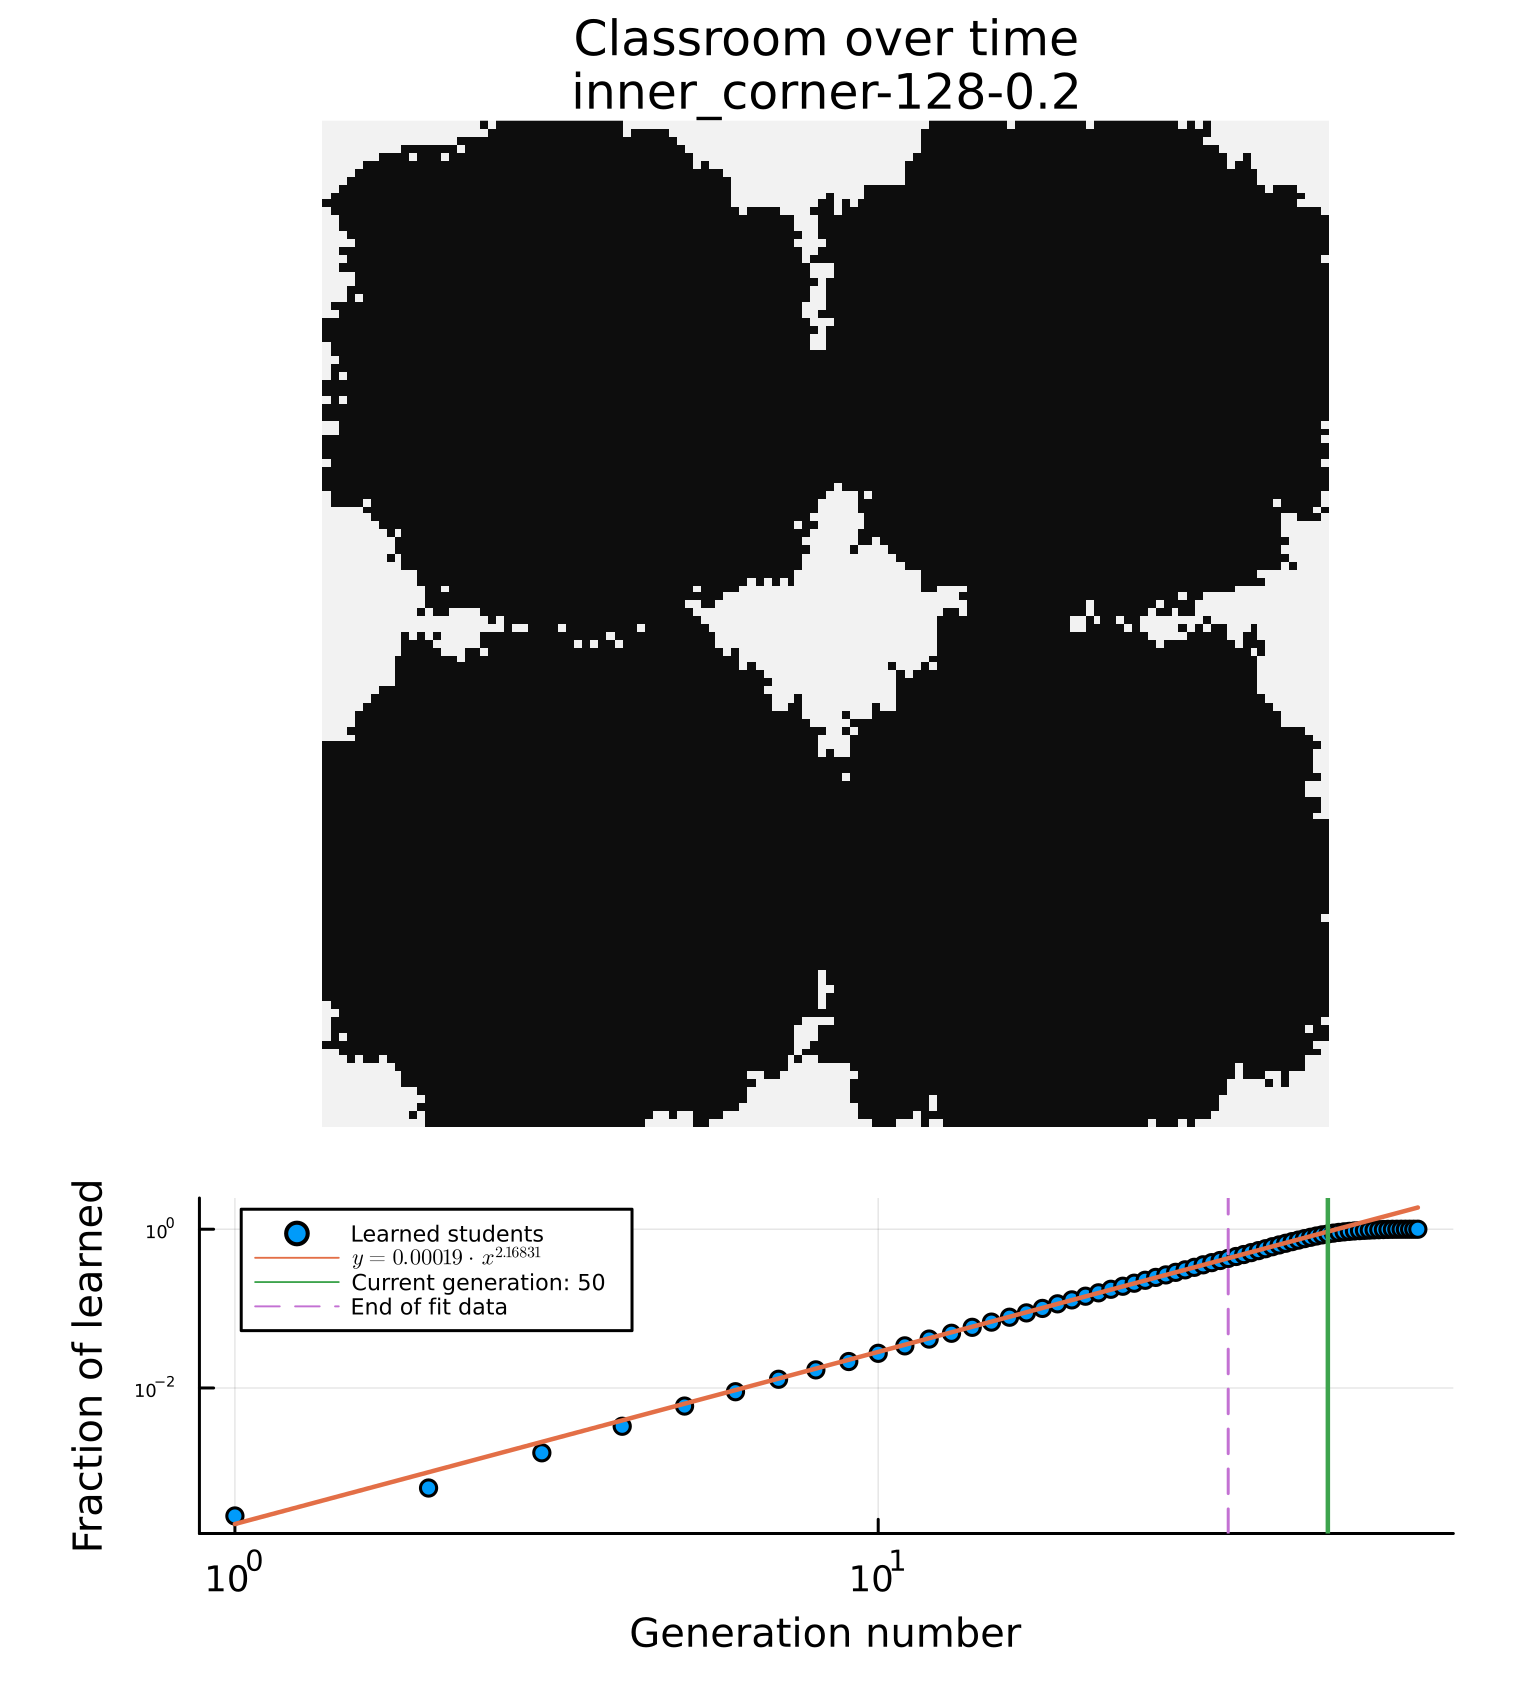 Classroom over time
inner_corner-128-0.2
Fraction of learned
10^0
10^−2
Learned students
y = 0.00019 · x^2.16831
Current generation: 50
End of fit data
10^0
10^1
Generation number